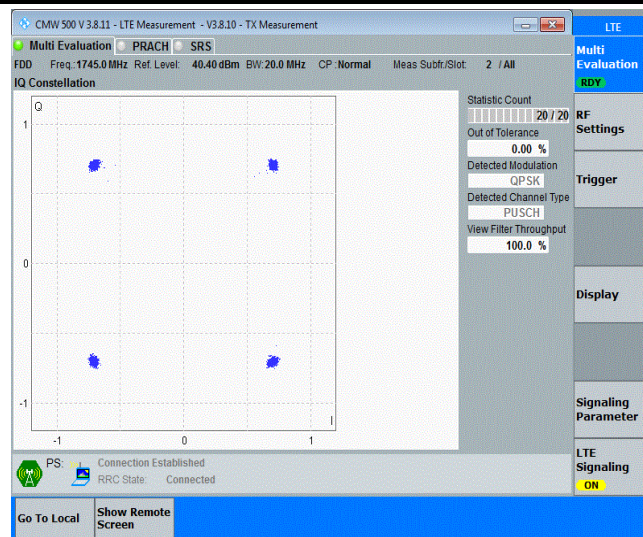 CMW 500 V 3.8.11 - LTE Measurement - V3.8.10 - TX Measurement
LTE
Multi Evaluation PRACH SRS
FDD Freq.:1745.0 MHz Ref. Level: 40.40 dBm BW:20.0 MHz CP :Normal Meas Subfr./Slot: 2 / All
IQ Constellation
Q
1
0
-1
I
-1 0 1
Statistic Count
20 / 20
Out of Tolerance
0.00 %
Detected Modulation
QPSK
Detected Channel Type
PUSCH
View Filter Throughput
100.0 %
Multi
Evaluation
RDY
RF
Settings
Trigger
Display
Signaling
Parameter
LTE
Signaling
ON
PS: Connection Established
RRC State: Connected
Go To Local
Show Remote
Screen